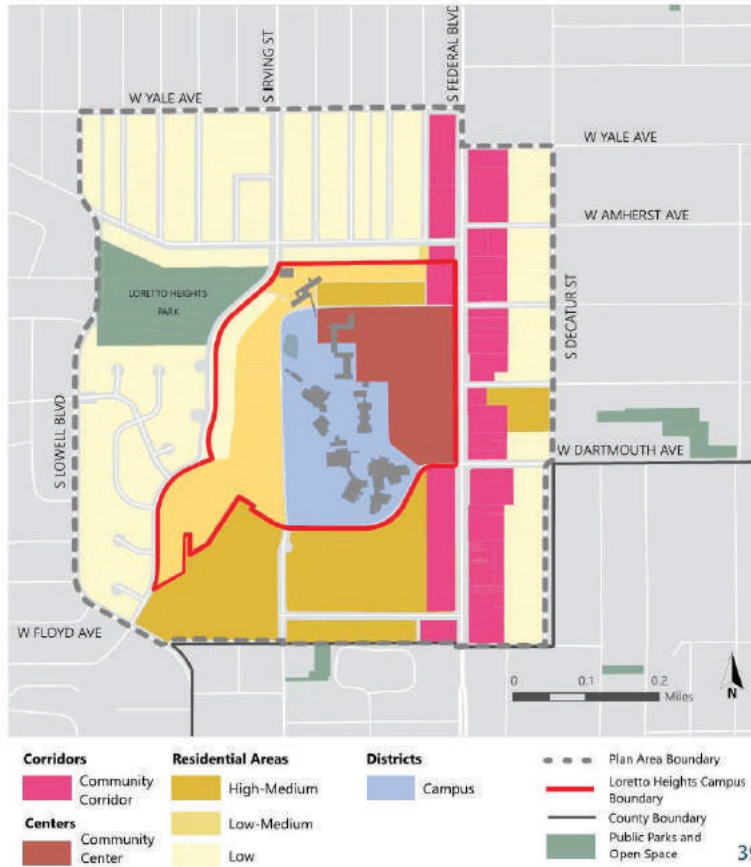 S IRVING ST
S FEDERAL BLVD
W YALE AVE
W YALE AVE
W AMHERST AVE
LORETTO HEIGHTS
PARK
S DECATUR ST
S LOWELL BLVD
W DARTMOUTH AVE
W FLOYD AVE
0 0.1 0.2
Miles
N
Corridors
Community
Corridor
Centers
Community
Center
Residential Areas
High-Medium
Low-Medium
Low
Districts
Campus
Plan Area Boundary
Loretto Heights Campus
Boundary
County Boundary
Public Parks and
Open Space